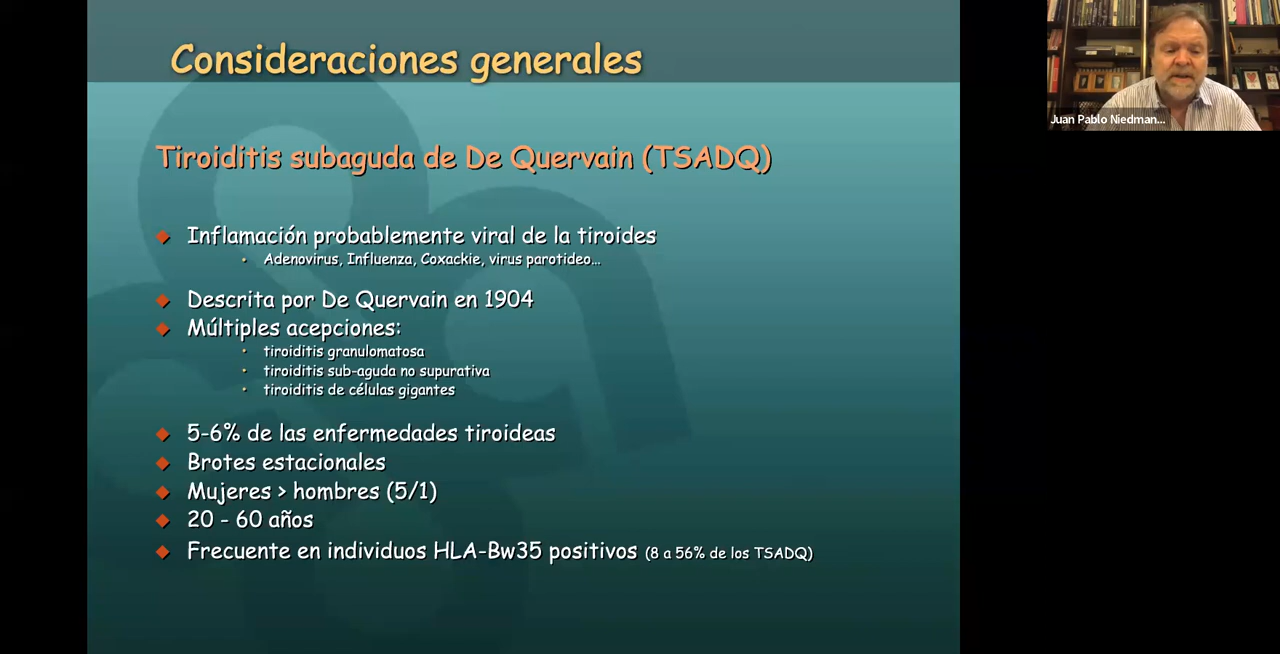 Consideraciones generales
Tiroiditis subaguda de De Quervain (TSADQ)
Inflamación probablemente viral de la tiroides
Adenovirus, Influenza, Coxackie, virus parotideo...
Descrita por De Quervain en 1904
Múltiples acepciones:
tiroiditis granulomatosa
tiroiditis sub-aguda no supurativa
tiroiditis de células gigantes
5-6% de las enfermedades tiroideas
Brotes estacionales
Mujeres > hombres (5/1)
20 - 60 años
Frecuente en individuos HLA-Bw35 positivos (8 a 56% de los TSADQ)
Juan Pablo Niedman...